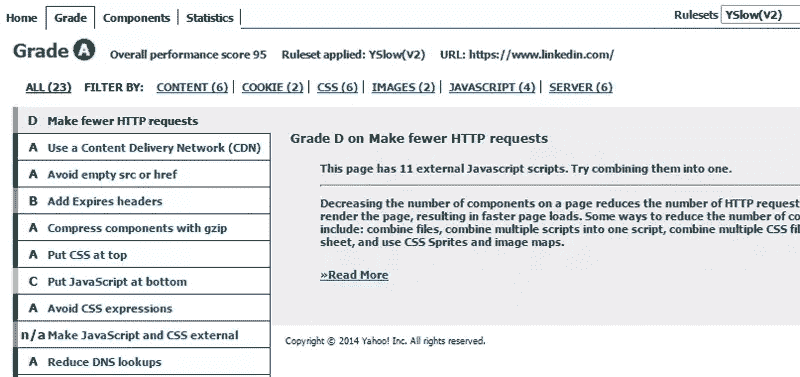 Home Grade Components Statistics Rulesets YSlow(V2)
Grade A Overall performance score 95 Ruleset applied: YSlow(V2) URL: https://www.linkedin.com/
ALL (23) FILTER BY: CONTENT (6) | COOKIE (2) | CSS (6) | IMAGES (2) | JAVASCRIPT (4) | SERVER (6)
D Make fewer HTTP requests
A Use a Content Delivery Network (CDN)
A Avoid empty src or href
B Add Expires headers
A Compress components with gzip
A Put CSS at top
C Put JavaScript at bottom
A Avoid CSS expressions
n/a Make JavaScript and CSS external
A Reduce DNS lookups
Grade D on Make fewer HTTP requests
This page has 11 external Javascript scripts. Try combining them into one.
Decreasing the number of components on a page reduces the number of HTTP request
render the page, resulting in faster page loads. Some ways to reduce the number of co
include: combine files, combine multiple scripts into one script, combine multiple CSS fil
sheet, and use CSS Sprites and image maps.
»Read More
Copyright © 2014 Yahoo! Inc. All rights reserved.